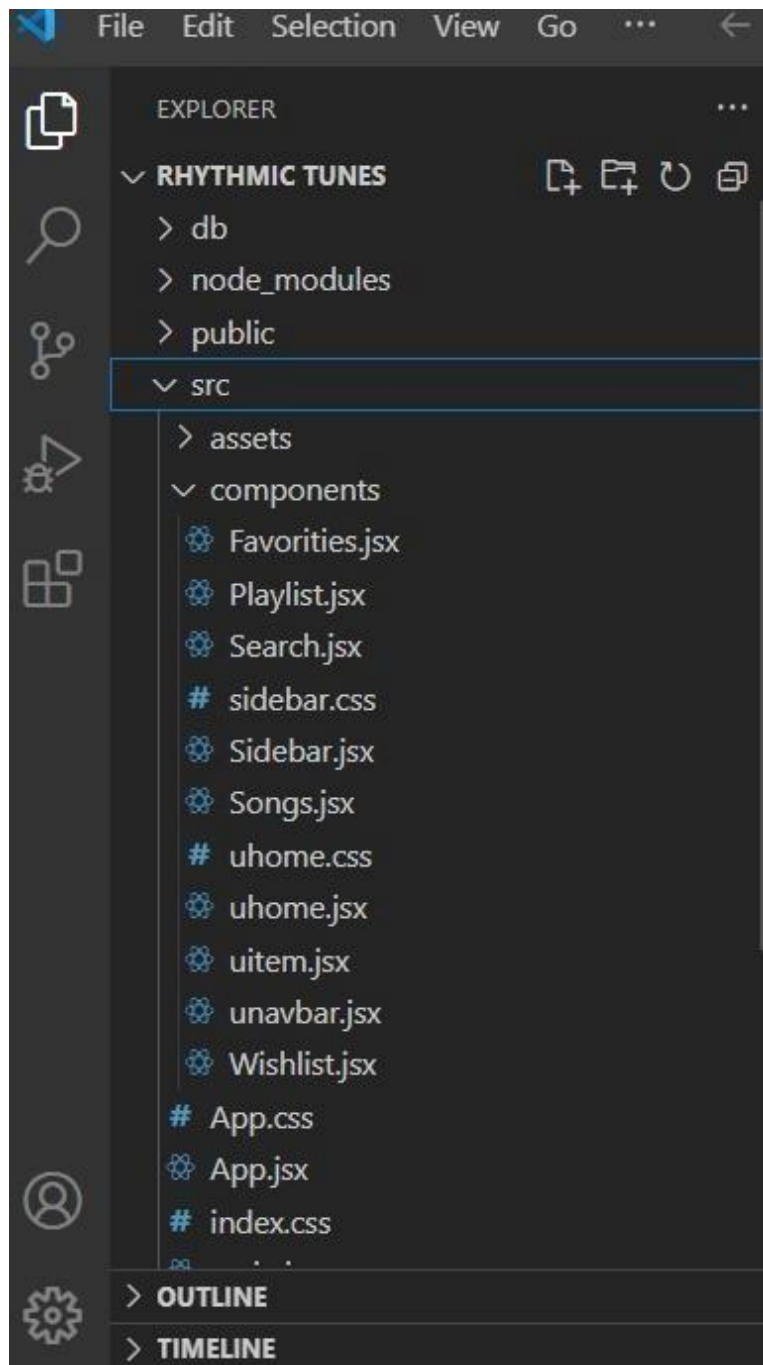 File Edit Selection View Go ···
EXPLORER ···
RHYTHMIC TUNES
db
node_modules
public
src
assets
components
Favorities.jsx
Playlist.jsx
Search.jsx
# sidebar.css
Sidebar.jsx
Songs.jsx
# uhome.css
uhome.jsx
uitem.jsx
unavbar.jsx
Wishlist.jsx
# App.css
App.jsx
# index.css
OUTLINE
TIMELINE